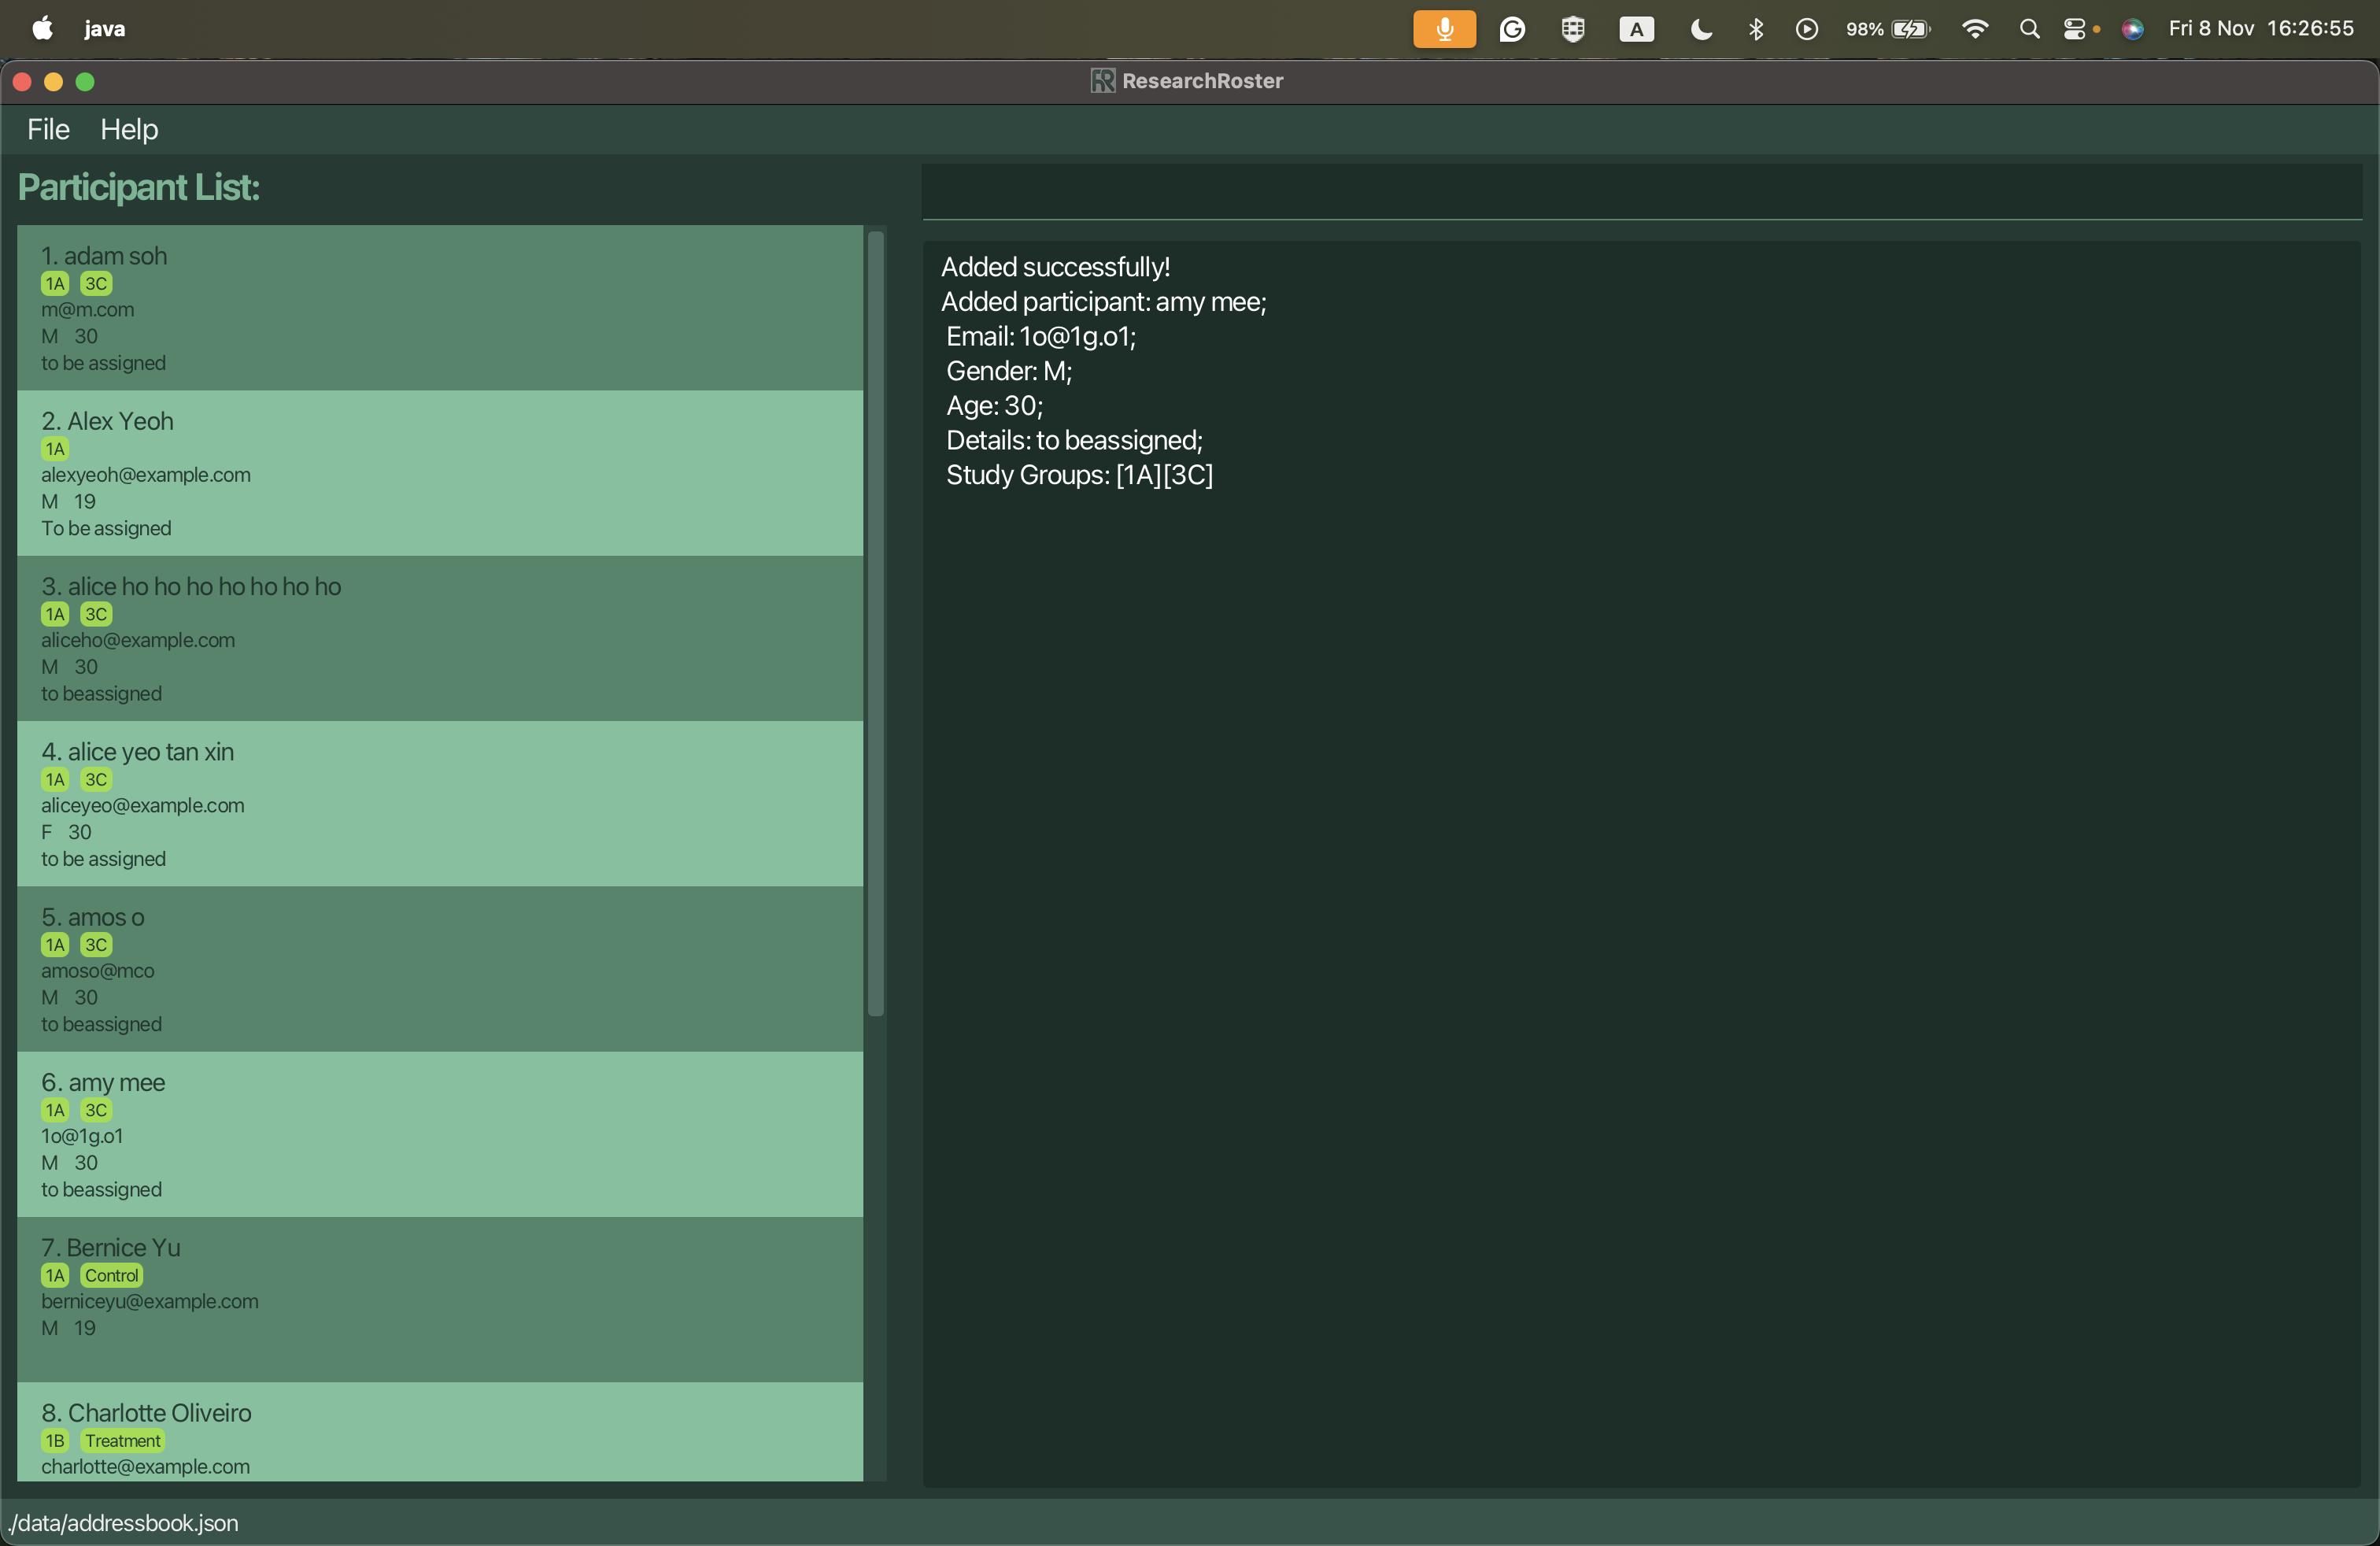 java
A
98%
Fri 8 Nov 16:26:55
ResearchRoster
File Help
Participant List:
1. adam soh
1A 3C
m@m.com
M 30
to be assigned
2. Alex Yeoh
1A
alexyeoh@example.com
M 19
To be assigned
3. alice ho ho ho ho ho ho ho
1A 3C
aliceho@example.com
M 30
to beassigned
4. alice yeo tan xin
1A 3C
aliceyeo@example.com
F 30
to be assigned
5. amos o
1A 3C
amoso@mco
M 30
to beassigned
6. amy mee
1A 3C
1o@1g.o1
M 30
to beassigned
7. Bernice Yu
1A Control
berniceyu@example.com
M 19
8. Charlotte Oliveiro
1B Treatment
charlotte@example.com
Added successfully!
Added participant: amy mee;
Email: 1o@1g.o1;
Gender: M;
Age: 30;
Details: to beassigned;
Study Groups: [1A][3C]
./data/addressbook.json